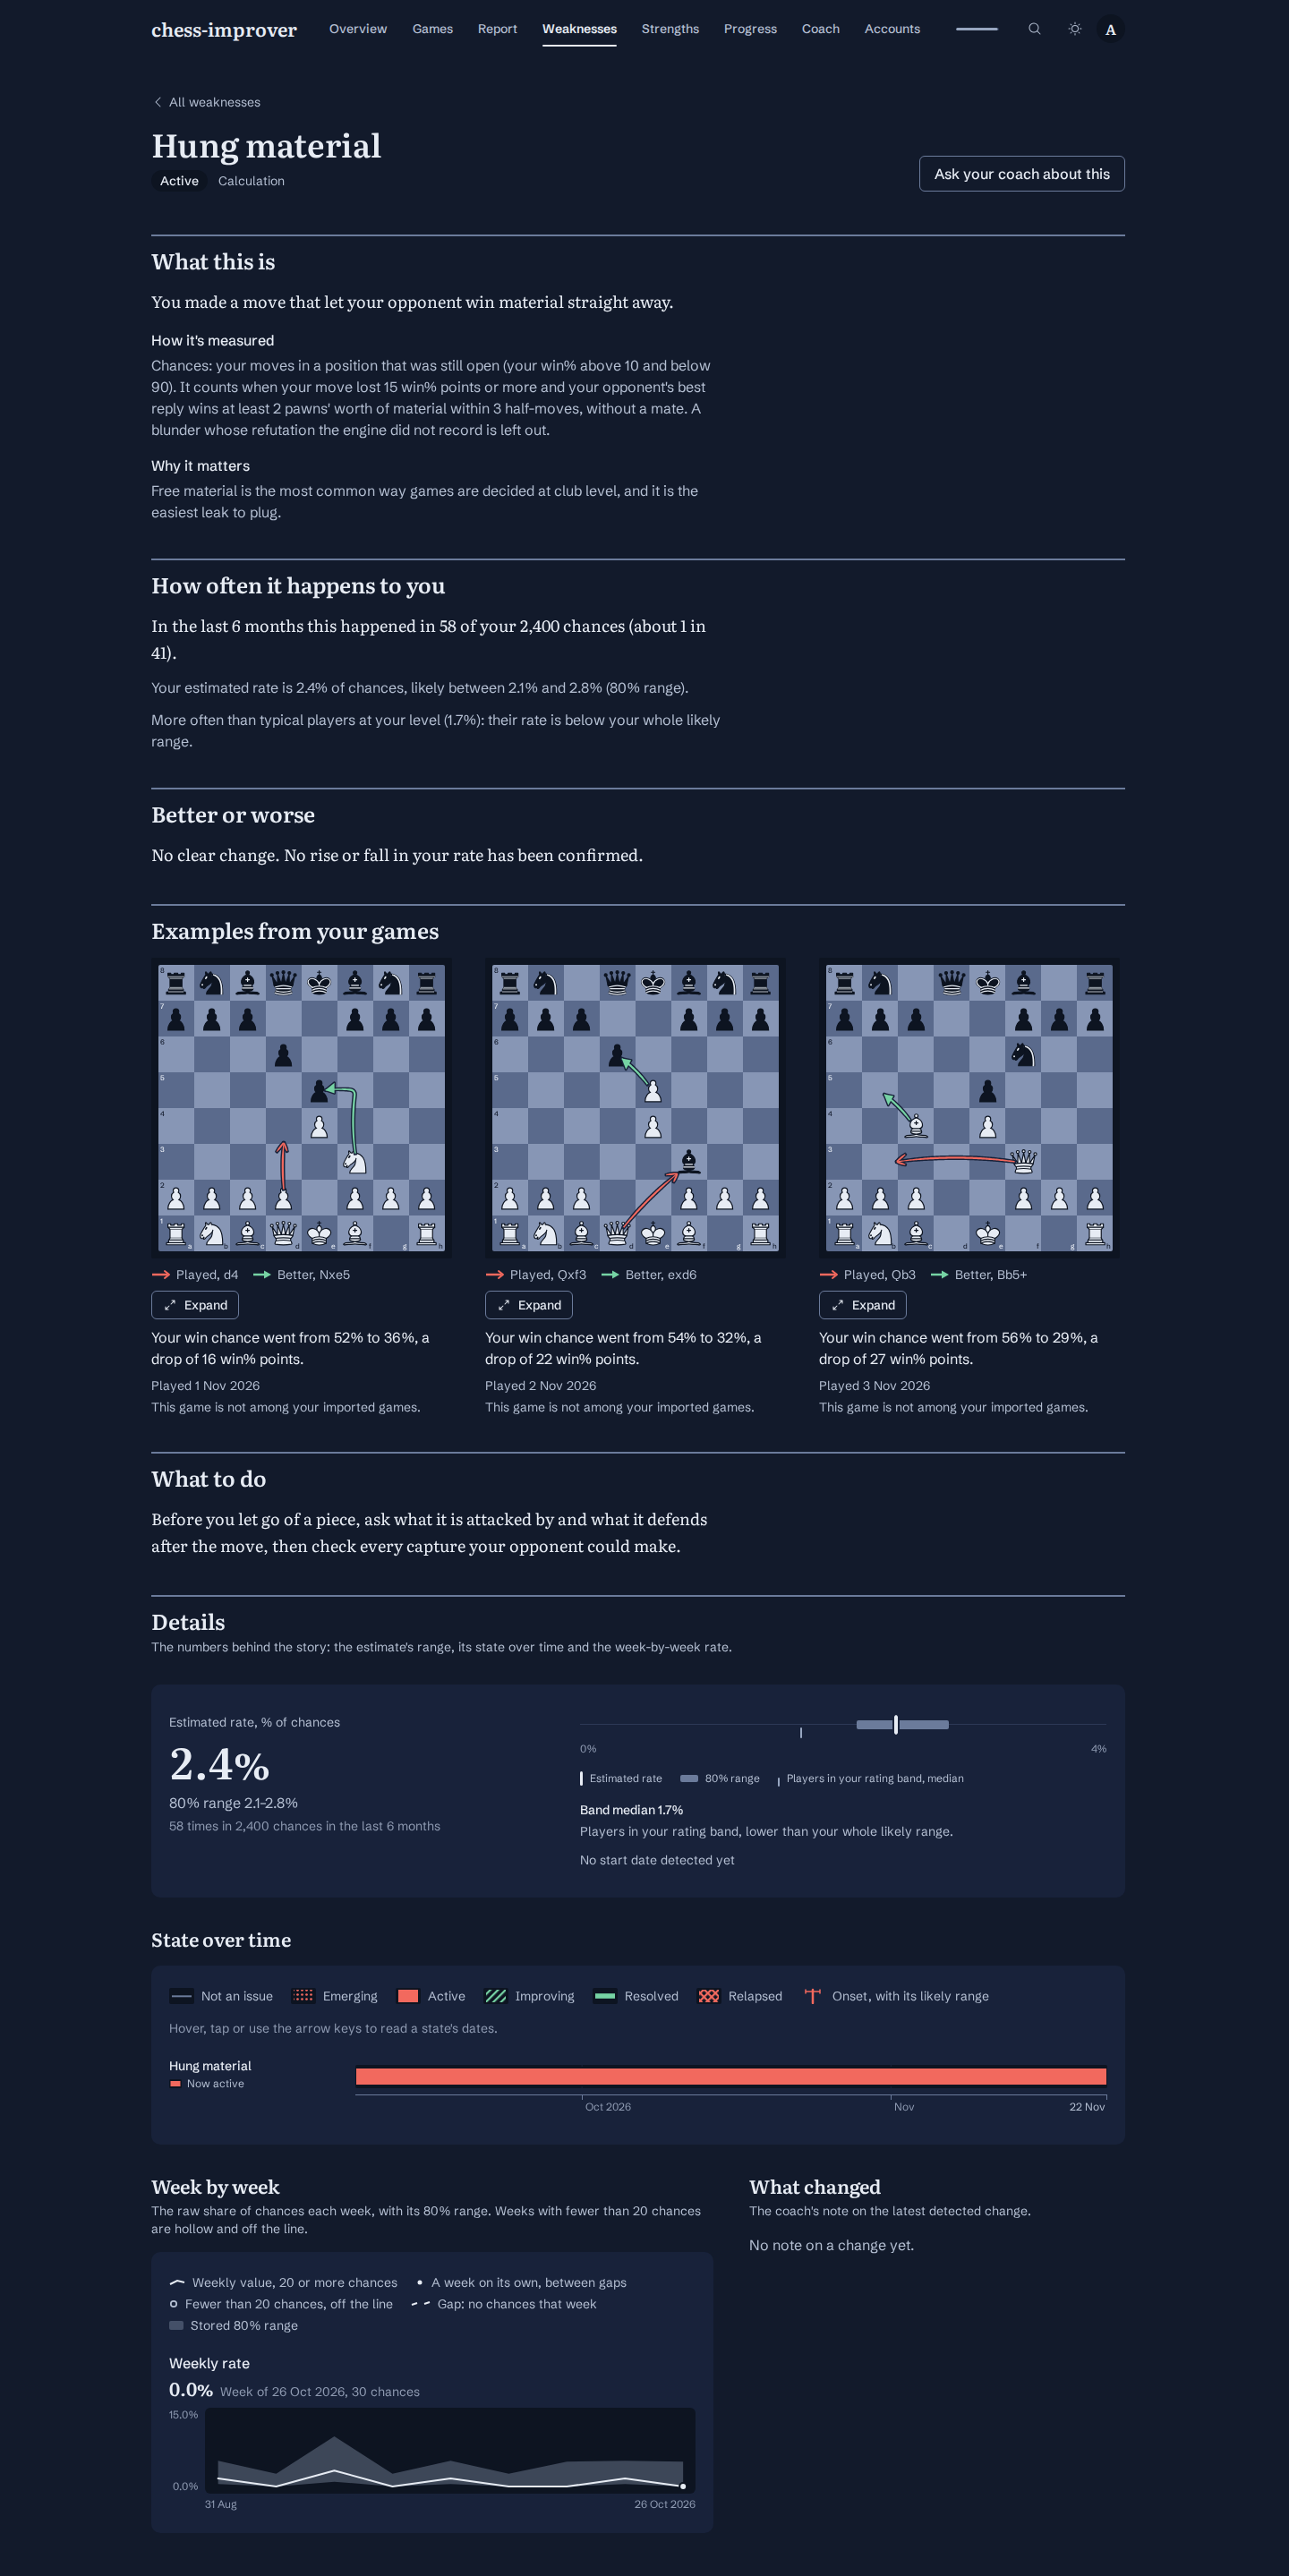 chess-improver Overview Games Report Weaknesses Strengths Progress Coach Accounts A
All weaknesses
Hung material
Active Calculation
Ask your coach about this
What this is
You made a move that let your opponent win material straight away.
How it's measured
Chances: your moves in a position that was still open (your win% above 10 and below
90). It counts when your move lost 15 win% points or more and your opponent's best
reply wins at least 2 pawns' worth of material within 3 half-moves, without a mate. A
blunder whose refutation the engine did not record is left out.
Why it matters
Free material is the most common way games are decided at club level, and it is the
easiest leak to plug.
How often it happens to you
In the last 6 months this happened in 58 of your 2,400 chances (about 1 in
41).
Your estimated rate is 2.4% of chances, likely between 2.1% and 2.8% (80% range).
More often than typical players at your level (1.7%): their rate is below your whole likely
range.
Better or worse
No clear change. No rise or fall in your rate has been confirmed.
Examples from your games
8
7
6
5
4
3
2
1
a b c d e f g h
8
7
6
5
4
3
2
1
a b c d e f g h
8
7
6
5
4
3
2
1
a b c d e f g h
Played, d4 Better, Nxe5
Expand
Your win chance went from 52% to 36%, a
drop of 16 win% points.
Played 1 Nov 2026
This game is not among your imported games.
Played, Qxf3 Better, exd6
Expand
Your win chance went from 54% to 32%, a
drop of 22 win% points.
Played 2 Nov 2026
This game is not among your imported games.
Played, Qb3 Better, Bb5+
Expand
Your win chance went from 56% to 29%, a
drop of 27 win% points.
Played 3 Nov 2026
This game is not among your imported games.
What to do
Before you let go of a piece, ask what it is attacked by and what it defends
after the move, then check every capture your opponent could make.
Details
The numbers behind the story: the estimate's range, its state over time and the week-by-week rate.
Estimated rate, % of chances
2.4%
80% range 2.1–2.8%
58 times in 2,400 chances in the last 6 months
0% 4%
Estimated rate 80% range Players in your rating band, median
Band median 1.7%
Players in your rating band, lower than your whole likely range.
No start date detected yet
State over time
Not an issue Emerging Active Improving Resolved Relapsed Onset, with its likely range
Hover, tap or use the arrow keys to read a state's dates.
Hung material
Now active
Oct 2026 Nov 22 Nov
Week by week
The raw share of chances each week, with its 80% range. Weeks with fewer than 20 chances
are hollow and off the line.
Weekly value, 20 or more chances A week on its own, between gaps
Fewer than 20 chances, off the line Gap: no chances that week
Stored 80% range
Weekly rate
0.0% Week of 26 Oct 2026, 30 chances
15.0%
0.0%
31 Aug 26 Oct 2026
What changed
The coach's note on the latest detected change.
No note on a change yet.